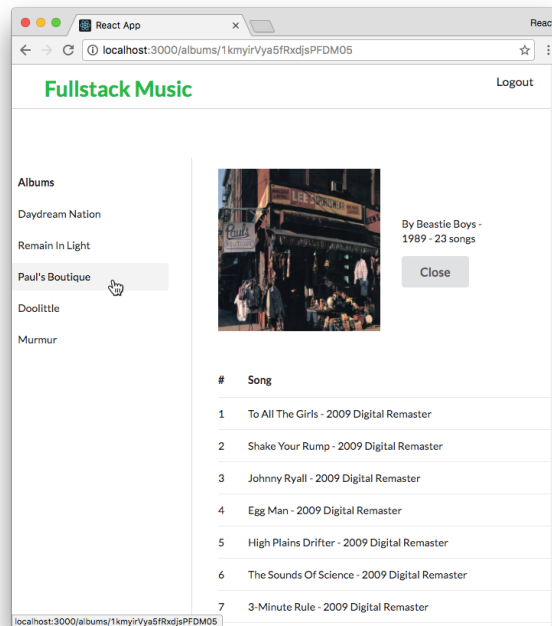 React App
Reac
localhost:3000/albums/1kmyirVya5fRxdjsPFDM05
Fullstack Music
Logout
Albums
Daydream Nation
Remain In Light
Paul's Boutique
Doolittle
Murmur
LEE'S SPORTSWEAR
Paul's
By Beastie Boys -
1989 - 23 songs
Close
# Song
1 To All The Girls - 2009 Digital Remaster
2 Shake Your Rump - 2009 Digital Remaster
3 Johnny Ryall - 2009 Digital Remaster
4 Egg Man - 2009 Digital Remaster
5 High Plains Drifter - 2009 Digital Remaster
6 The Sounds Of Science - 2009 Digital Remaster
7 3-Minute Rule - 2009 Digital Remaster
localhost:3000/albums/1kmyirVya5fRxdjsPFDM05